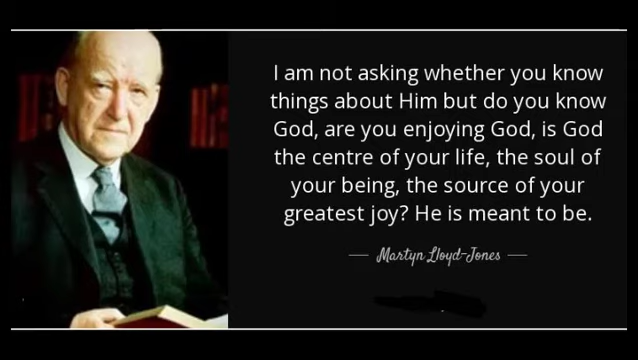 I am not asking whether you know
things about Him but do you know
God, are you enjoying God, is God
the centre of your life, the soul of
your being, the source of your
greatest joy? He is meant to be.
Martyn Lloyd-Jones